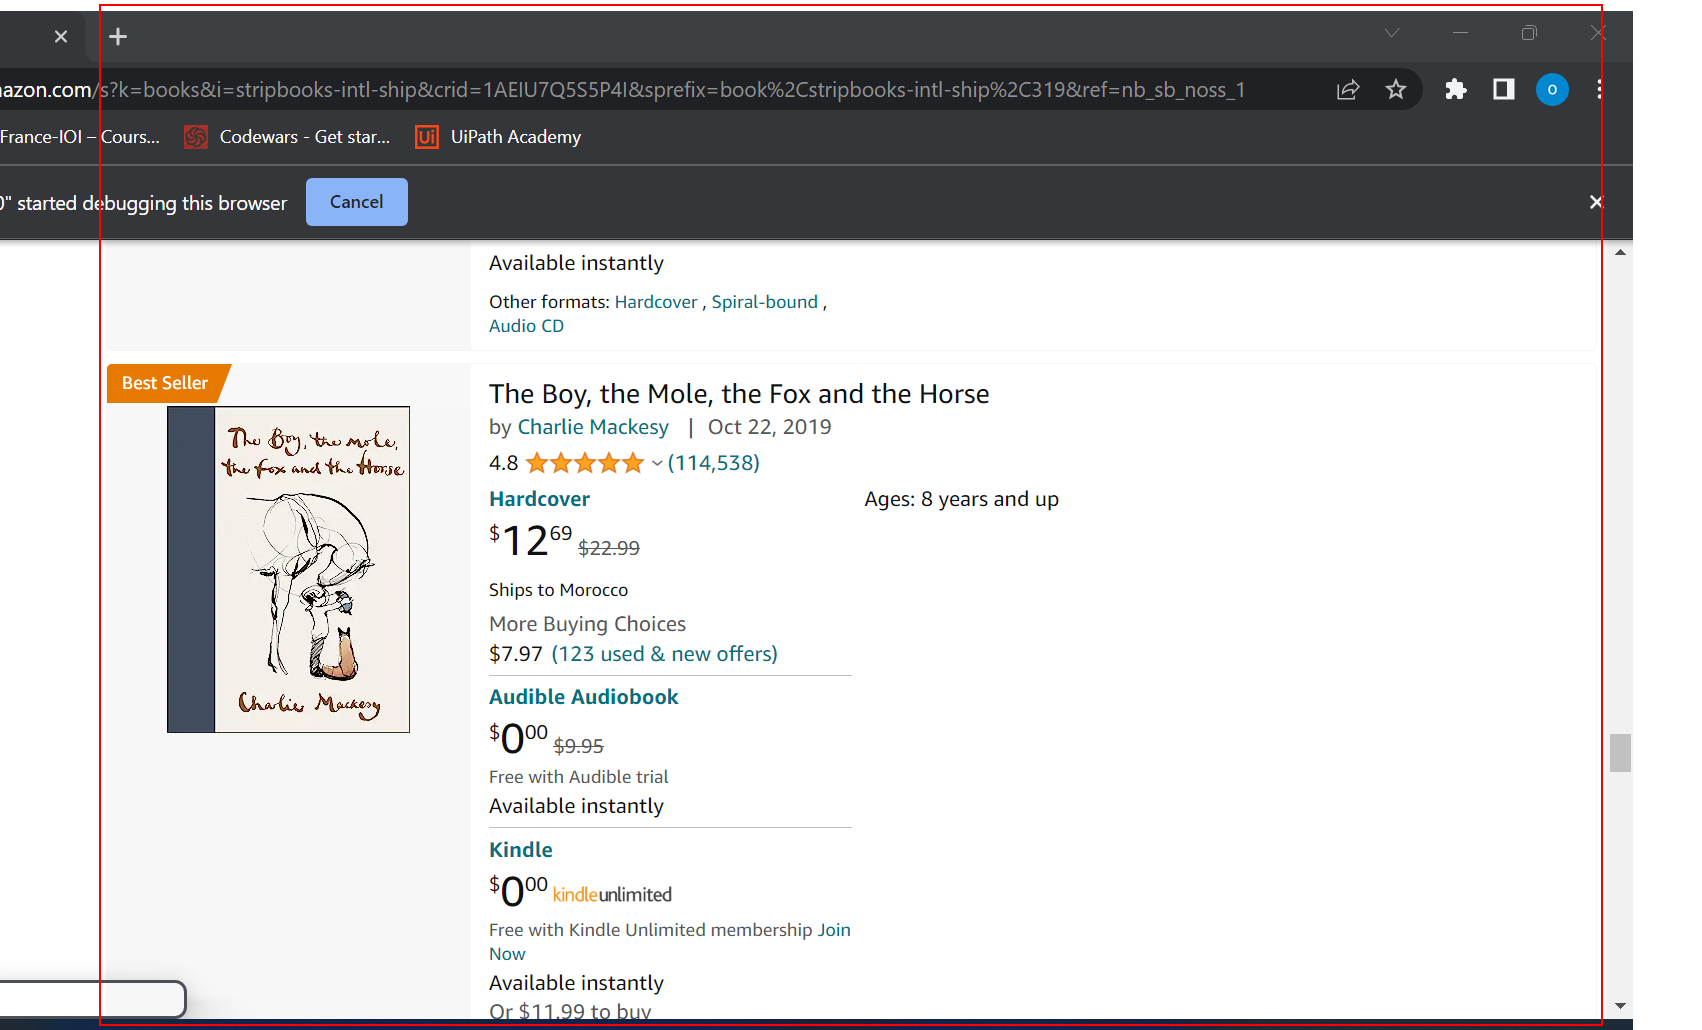 azon.com/s?k=books&i=stripbooks-intl-ship&crid=1AEIU7Q5S5P4I&sprefix=book%2Cstripbooks-intl-ship%2C319&ref=nb_sb_noss_1
O
France-IOI – Cours... Codewars - Get star... Ui UiPath Academy
" started debugging this browser Cancel
Available instantly
Other formats: Hardcover , Spiral-bound ,
Audio CD
Best Seller
The Boy, the mole,
the fox and the Horse
Charlie Mackesy
The Boy, the Mole, the Fox and the Horse
by Charlie Mackesy | Oct 22, 2019
4.8 (114,538)
Hardcover
$12 69 $22.99
Ships to Morocco
More Buying Choices
$7.97 (123 used & new offers)
Audible Audiobook
$0 00 $9.95
Free with Audible trial
Available instantly
Kindle
$0 00 kindleunlimited
Free with Kindle Unlimited membership Join
Now
Available instantly
Or $11.99 to buy
Ages: 8 years and up